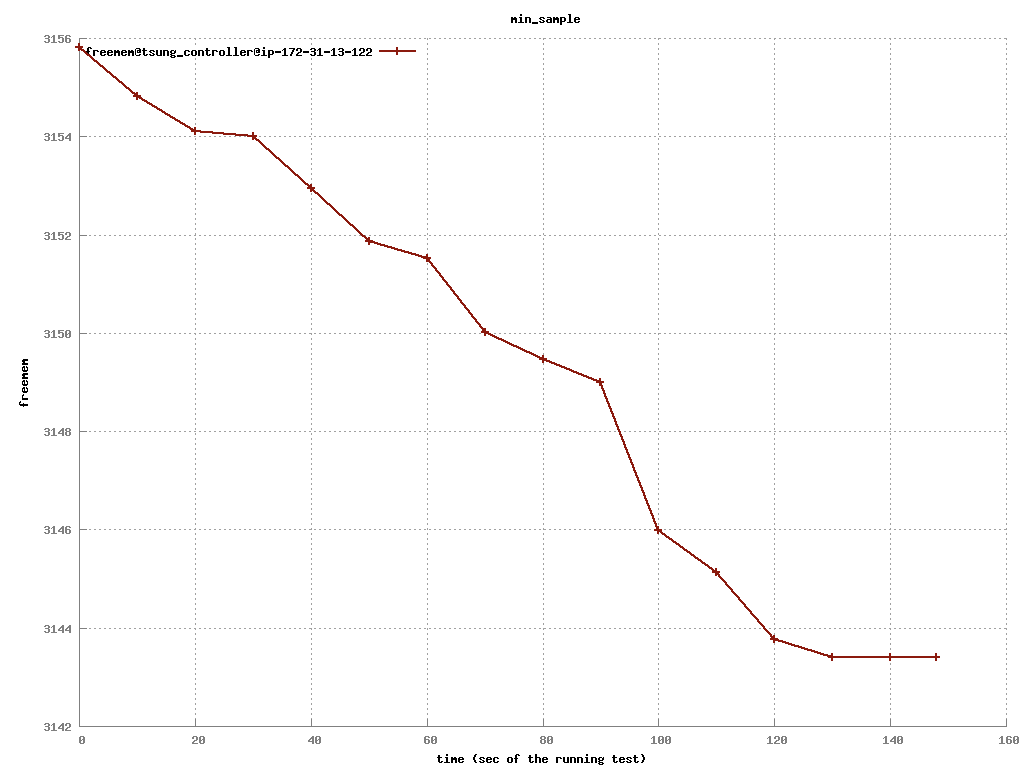 min_sample
freemem@tsung_controller@ip-172-31-13-122
3156
3154
3152
3150
3148
3146
3144
3142
freemem
0 20 40 60 80 100 120 140 160
time (sec of the running test)